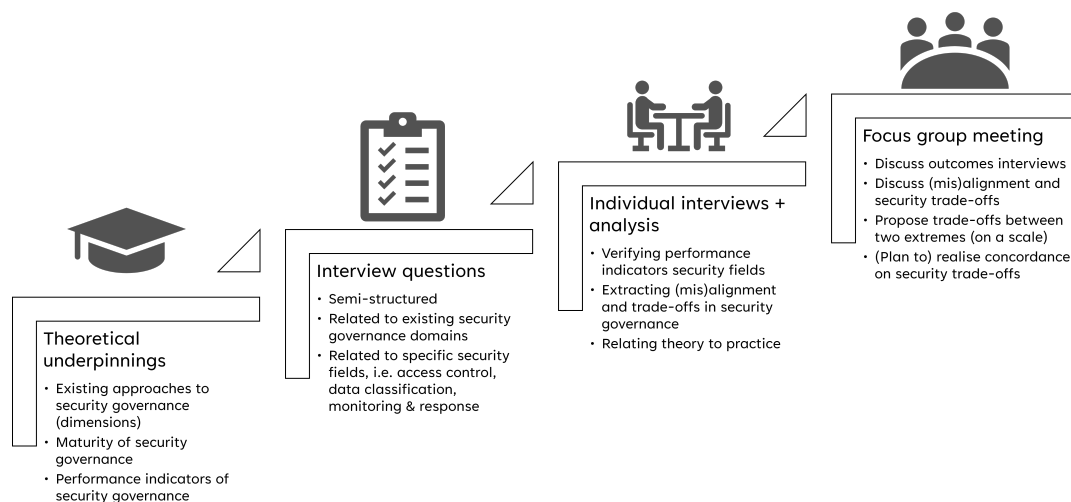 Theoretical
underpinnings
• Existing approaches to
security governance
(dimensions)
• Maturity of security
governance
• Performance indicators of
security governance
Interview questions
• Semi-structured
• Related to existing security
governance domains
• Related to specific security
fields, i.e. access control,
data classification,
monitoring & response
Individual interviews +
analysis
• Verifying performance
indicators security fields
• Extracting (mis)alignment
and trade-offs in security
governance
• Relating theory to practice
Focus group meeting
• Discuss outcomes interviews
• Discuss (mis)alignment and
security trade-offs
• Propose trade-offs between
two extremes (on a scale)
• (Plan to) realise concordance
on security trade-offs